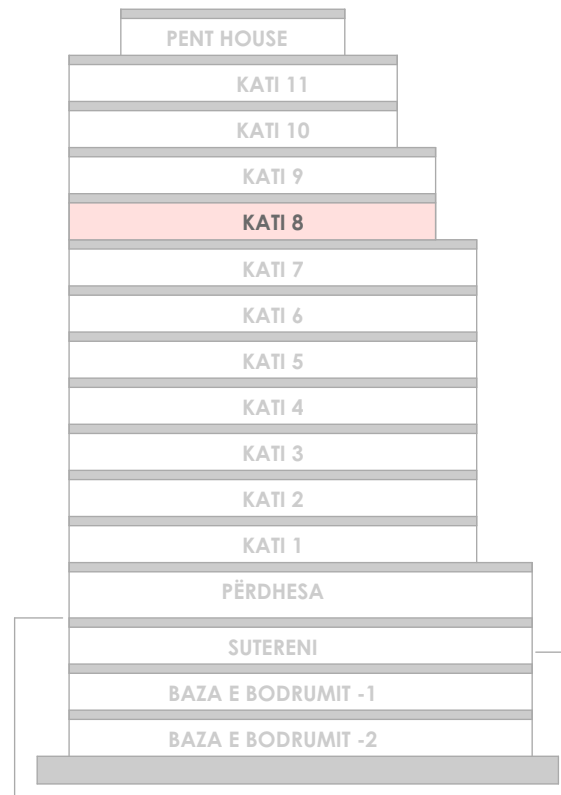 PENT HOUSE
KATI 11
KATI 10
KATI 9
KATI 8
KATI 7
KATI 6
KATI 5
KATI 4
KATI 3
KATI 2
KATI 1
PËRDHESA
SUTERENI
BAZA E BODRUMIT -1
BAZA E BODRUMIT -2